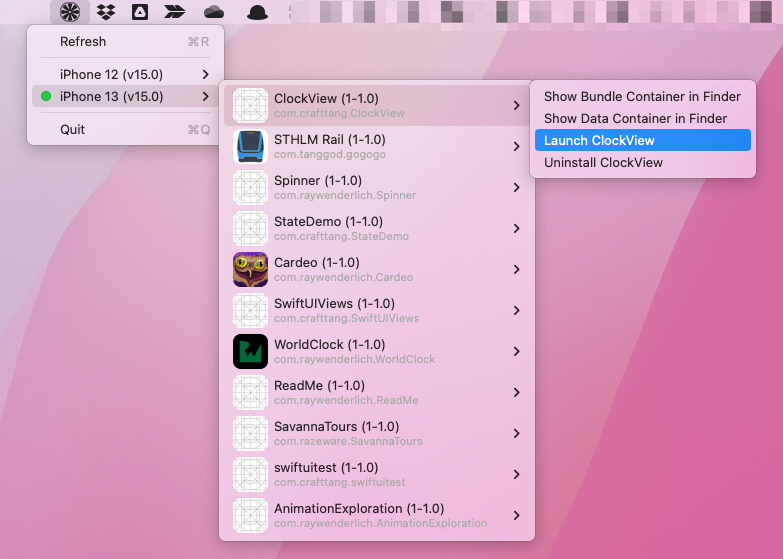 Refresh ⌘R
iPhone 12 (v15.0)
iPhone 13 (v15.0)
Quit ⌘Q
ClockView (1-1.0)
com.crafttang.ClockView
STHLM Rail (1-1.0)
com.tanggod.gogogo
Spinner (1-1.0)
com.raywenderlich.Spinner
StateDemo (1-1.0)
com.crafttang.StateDemo
Cardeo (1-1.0)
com.raywenderlich.Cardeo
SwiftUIViews (1-1.0)
com.crafttang.SwiftUIViews
WorldClock (1-1.0)
com.raywenderlich.WorldClock
ReadMe (1-1.0)
com.raywenderlich.ReadMe
SavannaTours (1-1.0)
com.razeware.SavannaTours
swiftuitest (1-1.0)
com.crafttang.swiftuitest
AnimationExploration (1-1.0)
com.raywenderlich.AnimationExploration
Show Bundle Container in Finder
Show Data Container in Finder
Launch ClockView
Uninstall ClockView